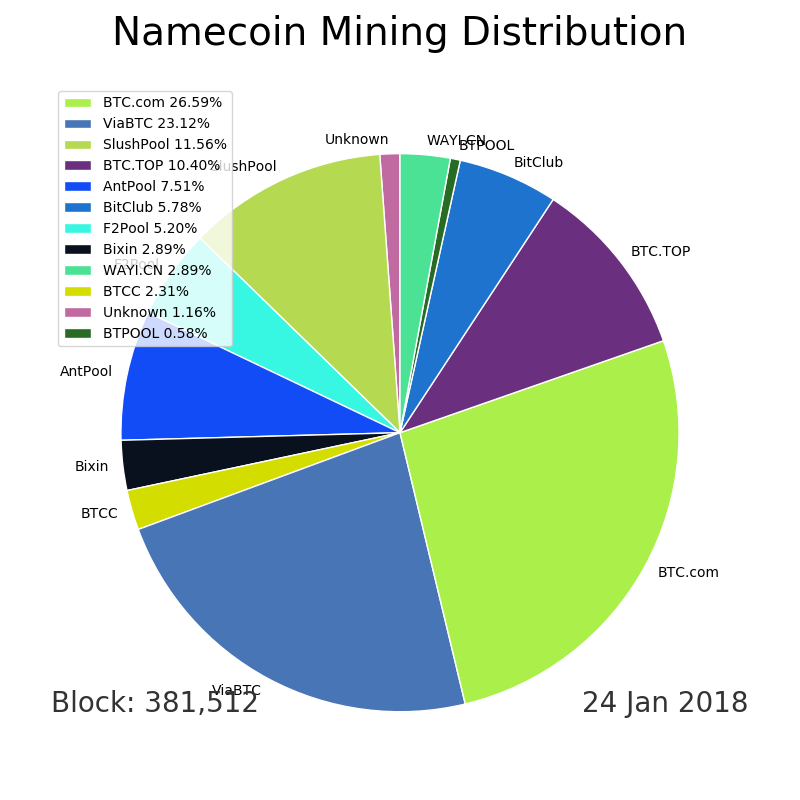 Namecoin Mining Distribution
BTC.com 26.59%
ViaBTC 23.12%
SlushPool 11.56%
BTC.TOP 10.40%
AntPool 7.51%
BitClub 5.78%
F2Pool 5.20%
Bixin 2.89%
WAYI.CN 2.89%
BTCC 2.31%
Unknown 1.16%
BTPOOL 0.58%
Unknown
WAYI.CN
BTPOOL
BitClub
SlushPool
BTC.TOP
F2Pool
AntPool
Bixin
BTCC
BTC.com
ViaBTC
Block: 381,512
24 Jan 2018